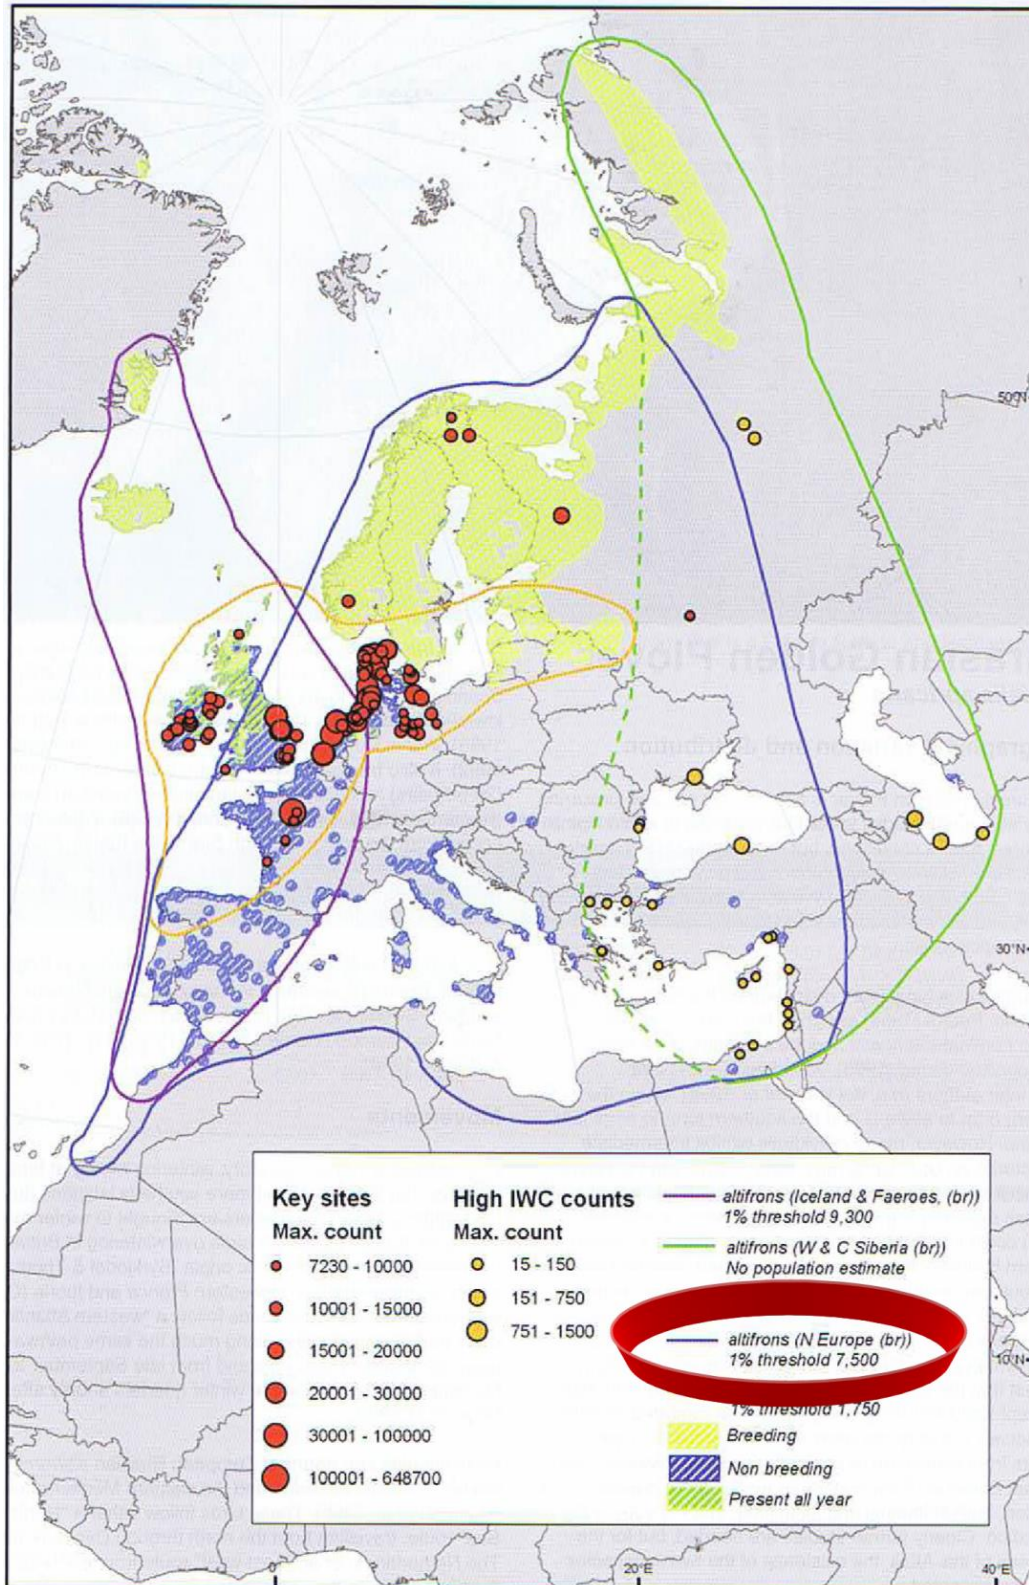 50°N
30°N
10°N
0
20°E
40°E
Key sites
Max. count
7230 - 10000
10001 - 15000
15001 - 20000
20001 - 30000
30001 - 100000
100001 - 648700
High IWC counts
Max. count
15 - 150
151 - 750
751 - 1500
altifrons (Iceland & Faeroes, (br))
1% threshold 9,300
altifrons (W & C Siberia (br))
No population estimate
altifrons (N Europe (br))
1% threshold 7,500
1% threshold 1,750
Breeding
Non breeding
Present all year